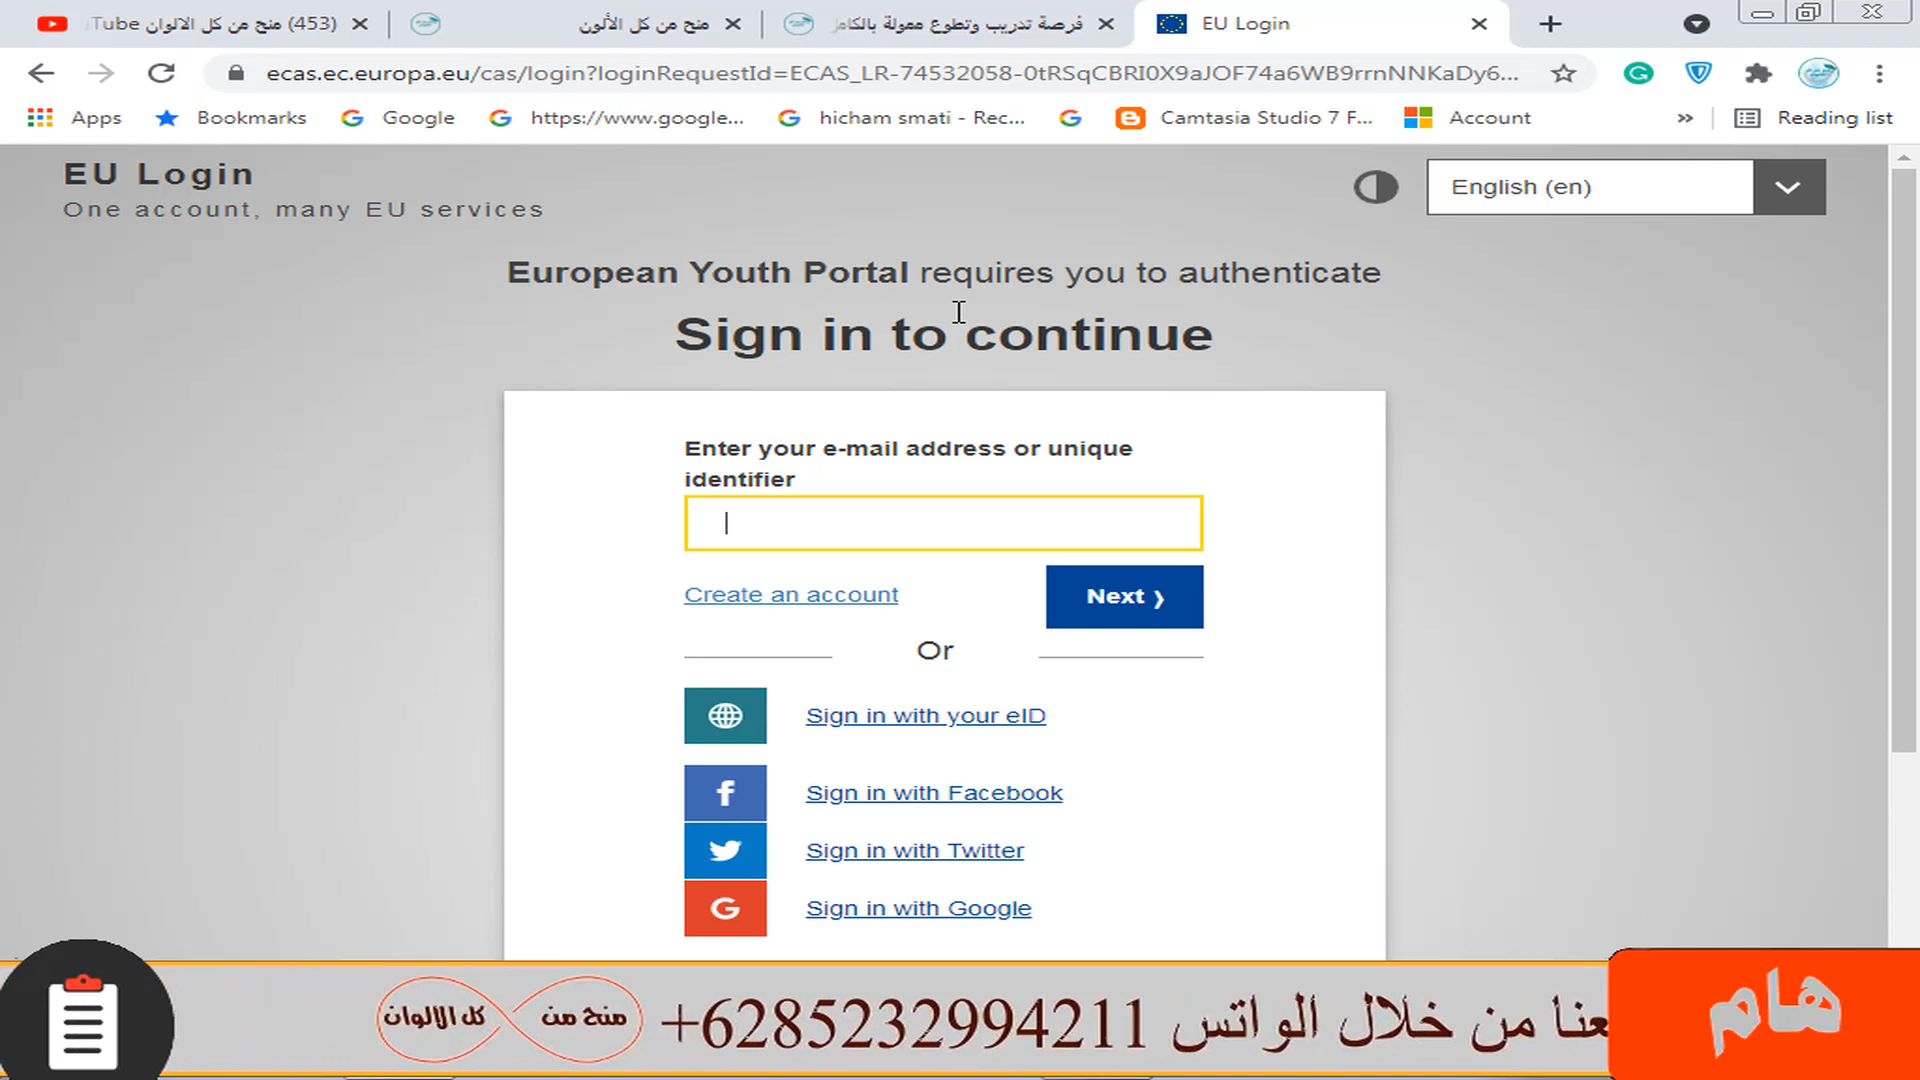 (453) منح من كل الالوان Tube
منح من كل الألون
فرصة تدريب وتطوع ممولة بالكامل
EU Login
ecas.ec.europa.eu/cas/login?loginRequestId=ECAS_LR-74532058-0tRSqCBRI0X9aJOF74a6WB9rrnNNKaDy6...
Apps
Bookmarks
Google
https://www.google...
hicham smati - Rec...
Camtasia Studio 7 F...
Account
»
Reading list
EU Login
One account, many EU services
English (en)
European Youth Portal requires you to authenticate
Sign in to continue
Enter your e-mail address or unique
identifier
Create an account
Next ❯
Or
Sign in with your eID
f
Sign in with Facebook
Sign in with Twitter
G
Sign in with Google
هام
عنا من خلال الواتس +6285232994211
منح من كل الالوان